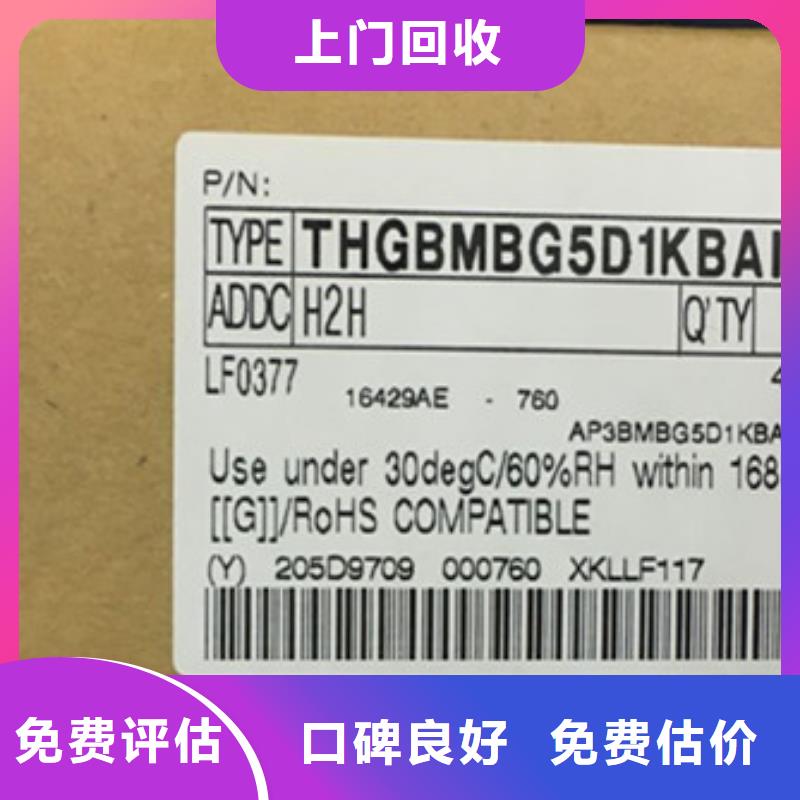 上门回收
P/N:
TYPE THGBMBG5D1KBA
ADDC H2H Q'TY
LF0377
16429AE - 760
AP3BMBG5D1KBA
Use under 30degC/60%RH within 168
[[G]]/RoHS COMPATIBLE
(Y) 205D9709 000760 XKLLF117
免费评估 口碑良好 免费估价